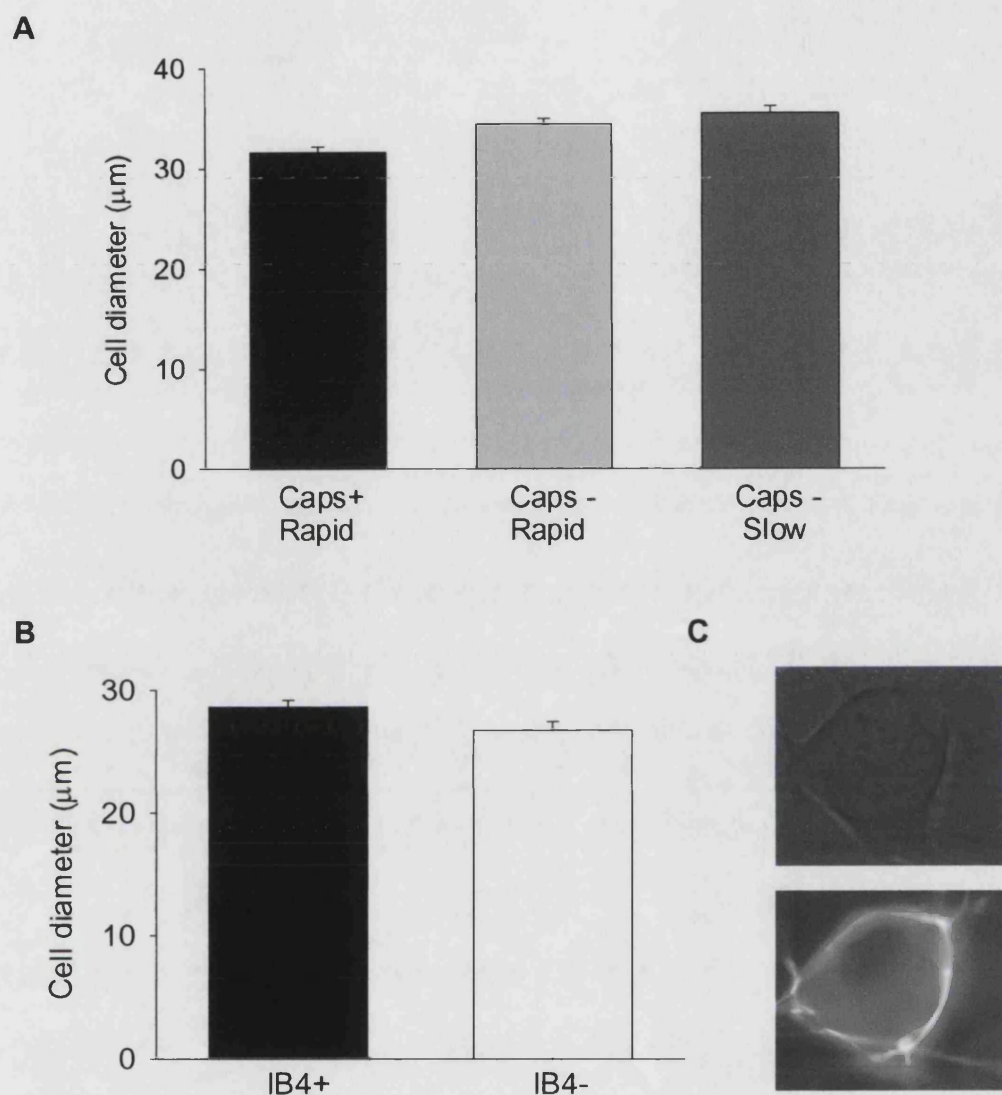 A
40
30
20
10
0
Cell diameter (μm)
Caps+
Rapid
Caps -
Rapid
Caps -
Slow
B
30
20
10
0
Cell diameter (μm)
IB4+
IB4-
C